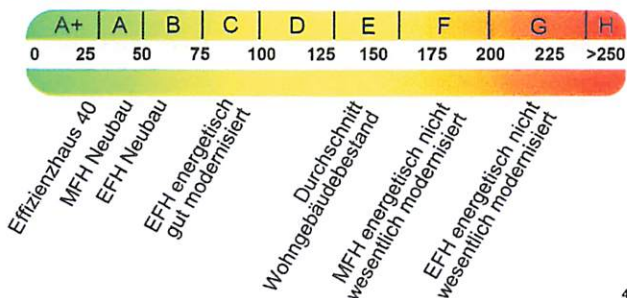 A+ A B C D E F G H
0 25 50 75 100 125 150 175 200 225 >250
Effizienzhaus 40
MFH Neubau
EFH Neubau
EFH energetisch
gut modernisiert
Durchschnitt
Wohngebäudebestand
MFH energetisch nicht
wesentlich modernisiert
EFH energetisch nicht
wesentlich modernisiert
4